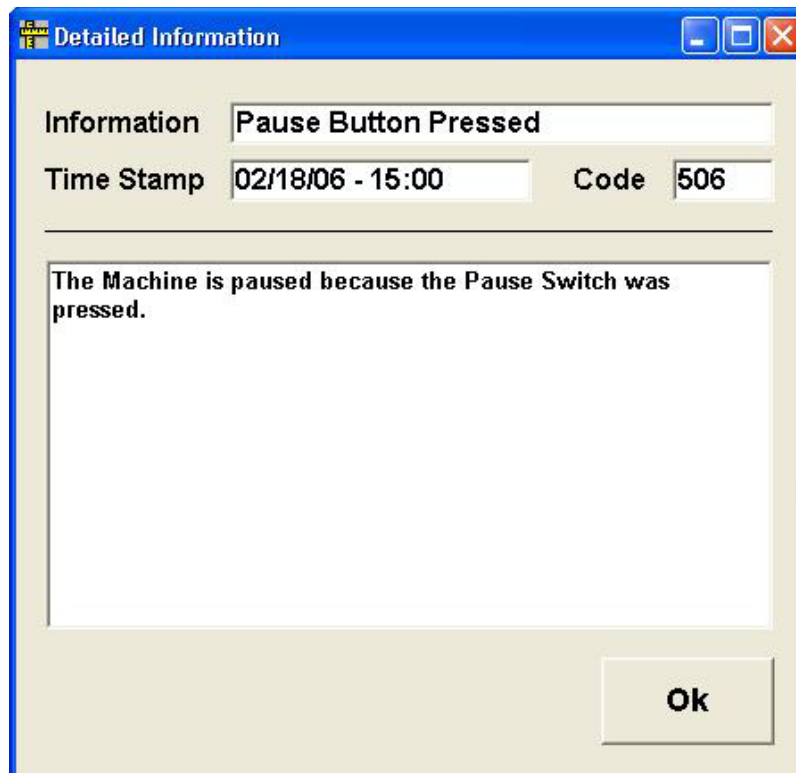 Detailed Information
Information Pause Button Pressed
Time Stamp 02/18/06 - 15:00 Code 506
The Machine is paused because the Pause Switch was
pressed.
Ok